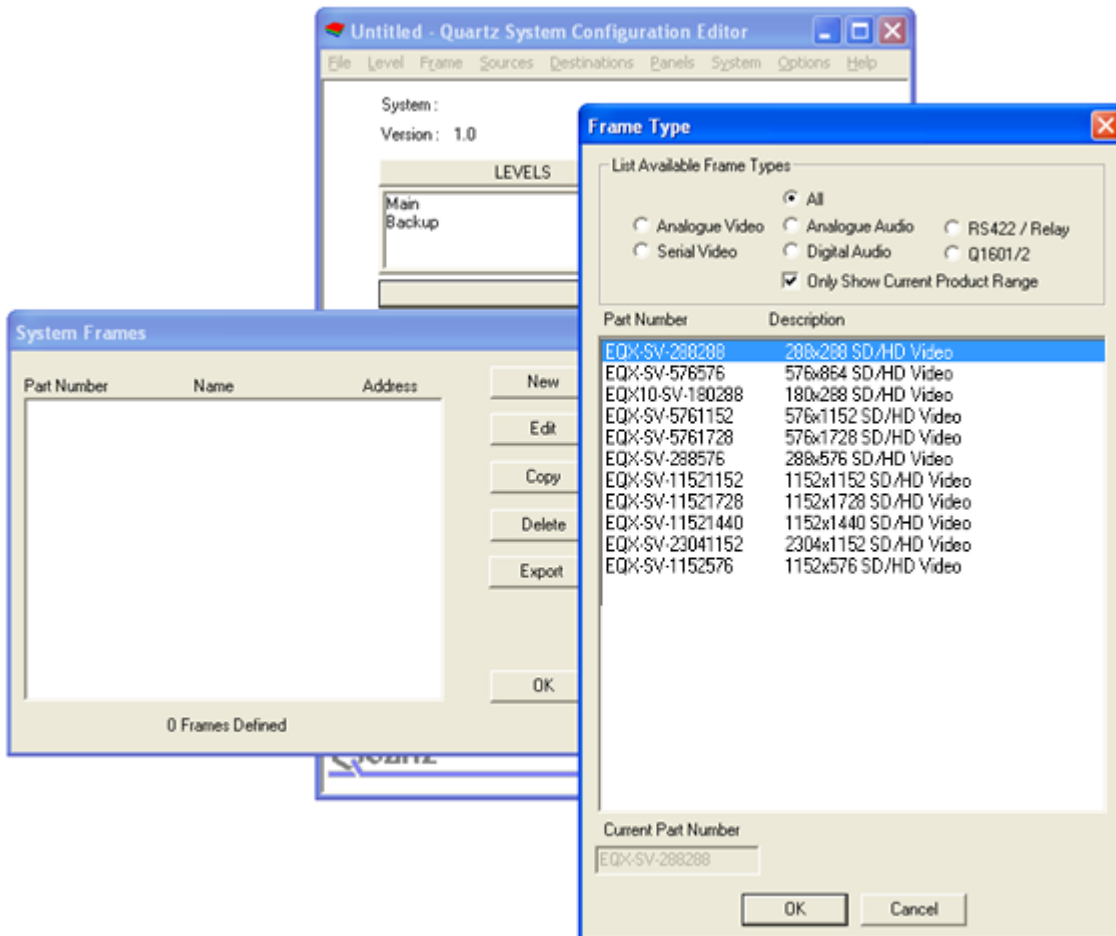 Untitled - Quartz System Configuration Editor
File Level Frame Sources Destinations Panels System Options Help
System :
Version : 1.0
LEVELS
Main
Backup
System Frames
Part Number Name Address
New
Edit
Copy
Delete
Export
OK
0 Frames Defined
Frame Type
List Available Frame Types
All
Analogue Video Analogue Audio RS422 / Relay
Serial Video Digital Audio Q1601/2
Only Show Current Product Range
Part Number Description
EQX-SV-288288 288x288 SD/HD Video
EQX-SV-576576 576x864 SD/HD Video
EQX10-SV-180288 180x288 SD/HD Video
EQX-SV-5761152 576x1152 SD/HD Video
EQX-SV-5761728 576x1728 SD/HD Video
EQX-SV-288576 288x576 SD/HD Video
EQX-SV-11521152 1152x1152 SD/HD Video
EQX-SV-11521728 1152x1728 SD/HD Video
EQX-SV-11521440 1152x1440 SD/HD Video
EQX-SV-23041152 2304x1152 SD/HD Video
EQX-SV-1152576 1152x576 SD/HD Video
Current Part Number
EQX-SV-288288
OK Cancel